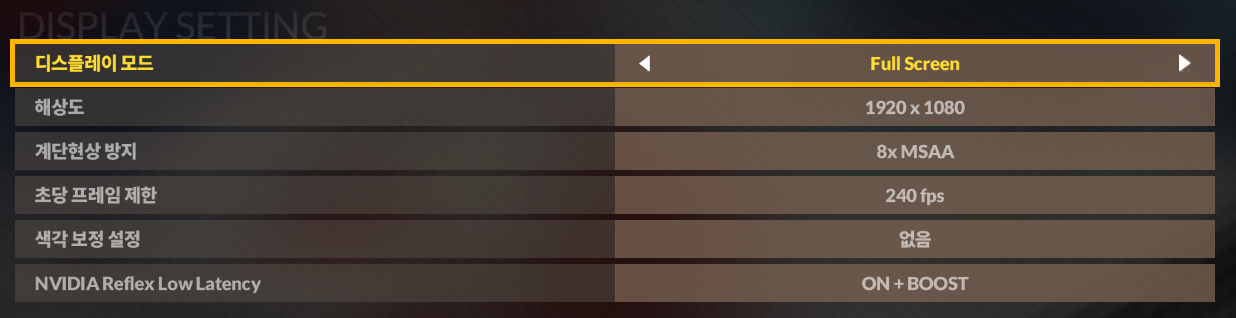 DISPLAY SETTING
디스플레이 모드 Full Screen
해상도 1920 x 1080
계단현상 방지 8x MSAA
초당 프레임 제한 240 fps
색각 보정 설정 없음
NVIDIA Reflex Low Latency ON + BOOST